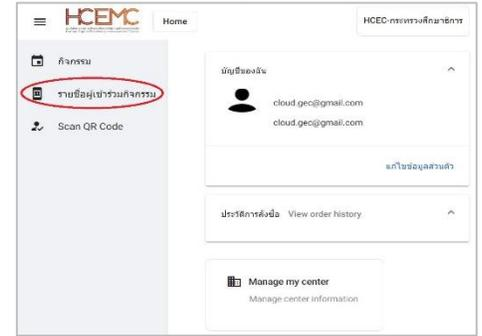 HCEMC
Home
HCEC-กระทรวงศึกษาธิการ
กิจกรรม
รายชื่อผู้เข้าร่วมกิจกรรม
Scan QR Code
บัญชีของฉัน
cloud.gec@gmail.com
cloud.gec@gmail.com
แก้ไขข้อมูลส่วนตัว
ประวัติการสั่งซื้อ View order history
Manage my center
Manage center information